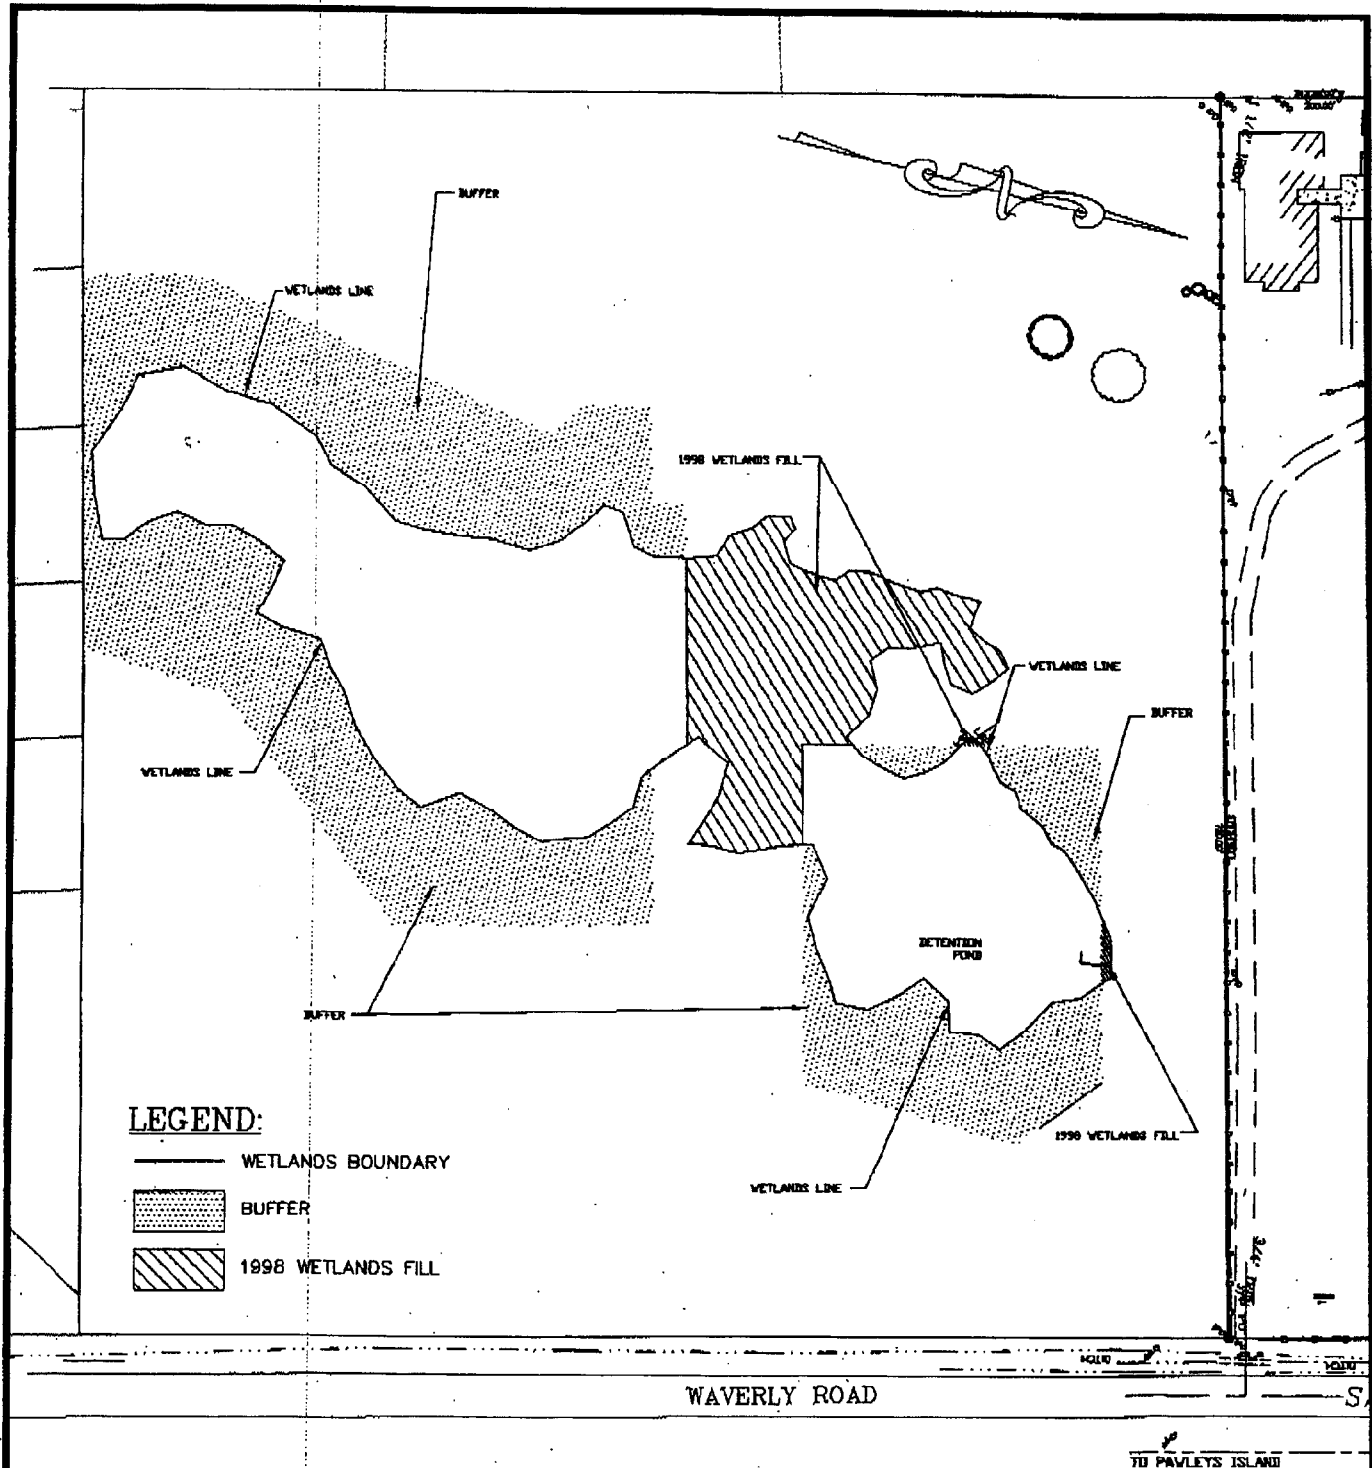 BUFFER
WETLANDS LINE
1998 WETLANDS FILL
WETLANDS LINE
BUFFER
WETLANDS LINE
DETENTION
POND
BUFFER
1998 WETLANDS FILL
WETLANDS LINE
LEGEND:
WETLANDS BOUNDARY
BUFFER
1998 WETLANDS FILL
WAVERLY ROAD
TO PAWLEYS ISLAND